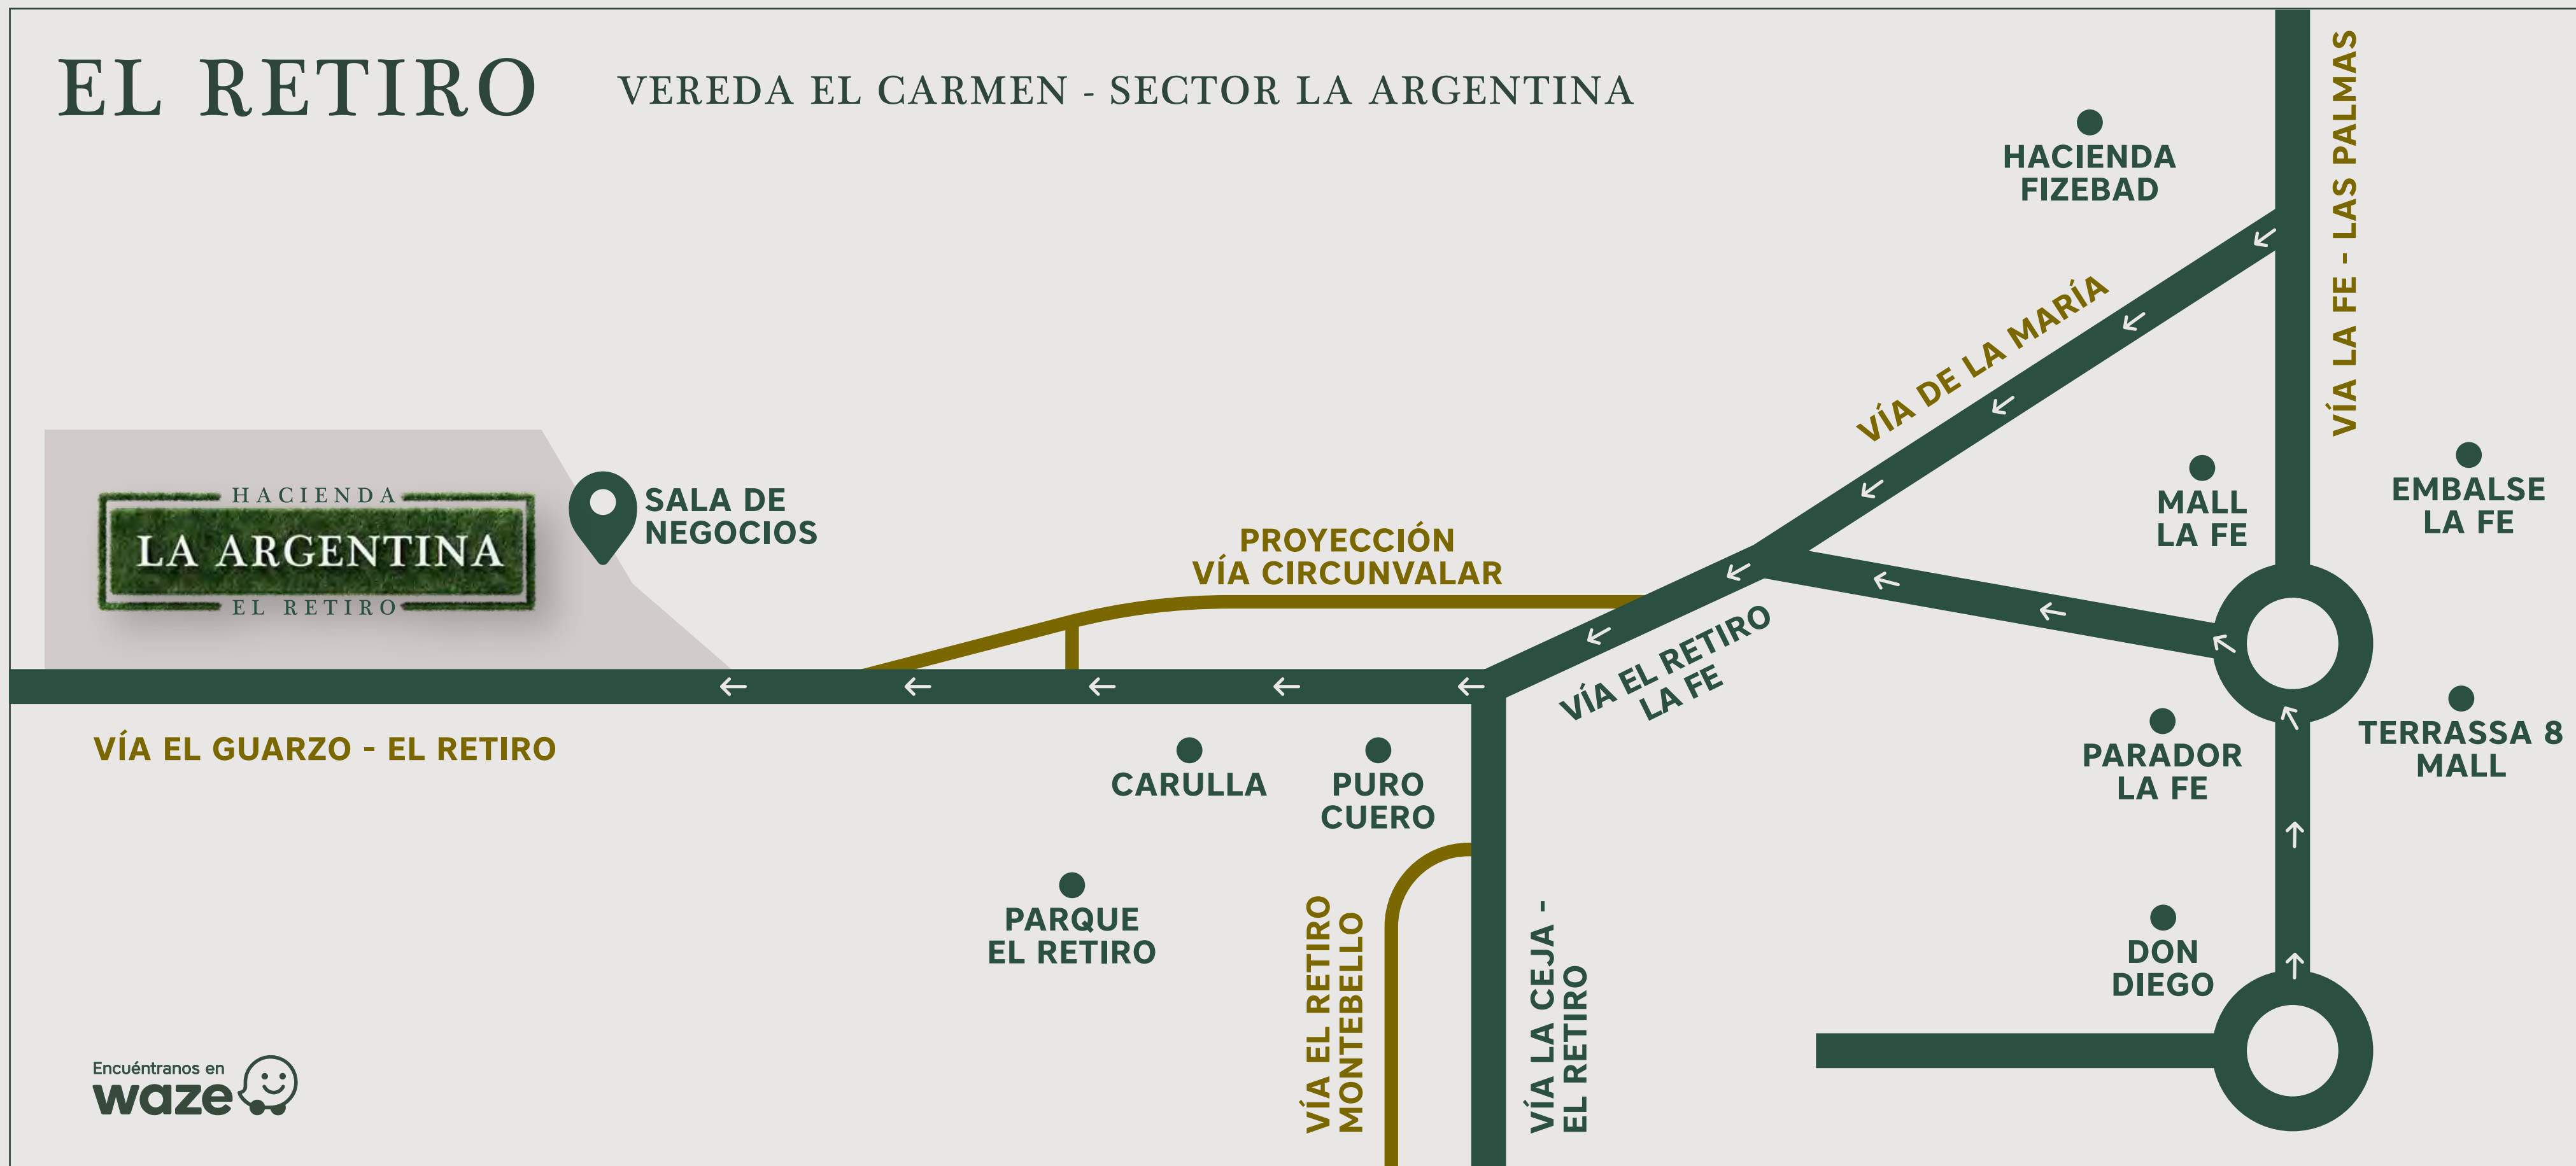 EL RETIRO
VEREDA EL CARMEN - SECTOR LA ARGENTINA
HACIENDA
FIZEBAD
VÍA LA FE - LAS PALMAS
VÍA DE LA MARÍA
MALL
LA FE
EMBALSE
LA FE
HACIENDA
LA ARGENTINA
EL RETIRO
SALA DE
NEGOCIOS
PROYECCIÓN
VÍA CIRCUNVALAR
VÍA EL RETIRO
LA FE
PARADOR
LA FE
TERRASSA 8
MALL
VÍA EL GUARZO - EL RETIRO
CARULLA
PURO
CUERO
PARQUE
EL RETIRO
VÍA EL RETIRO
MONTEBELLO
VÍA LA CEJA -
EL RETIRO
DON
DIEGO
Encuéntranos en
waze